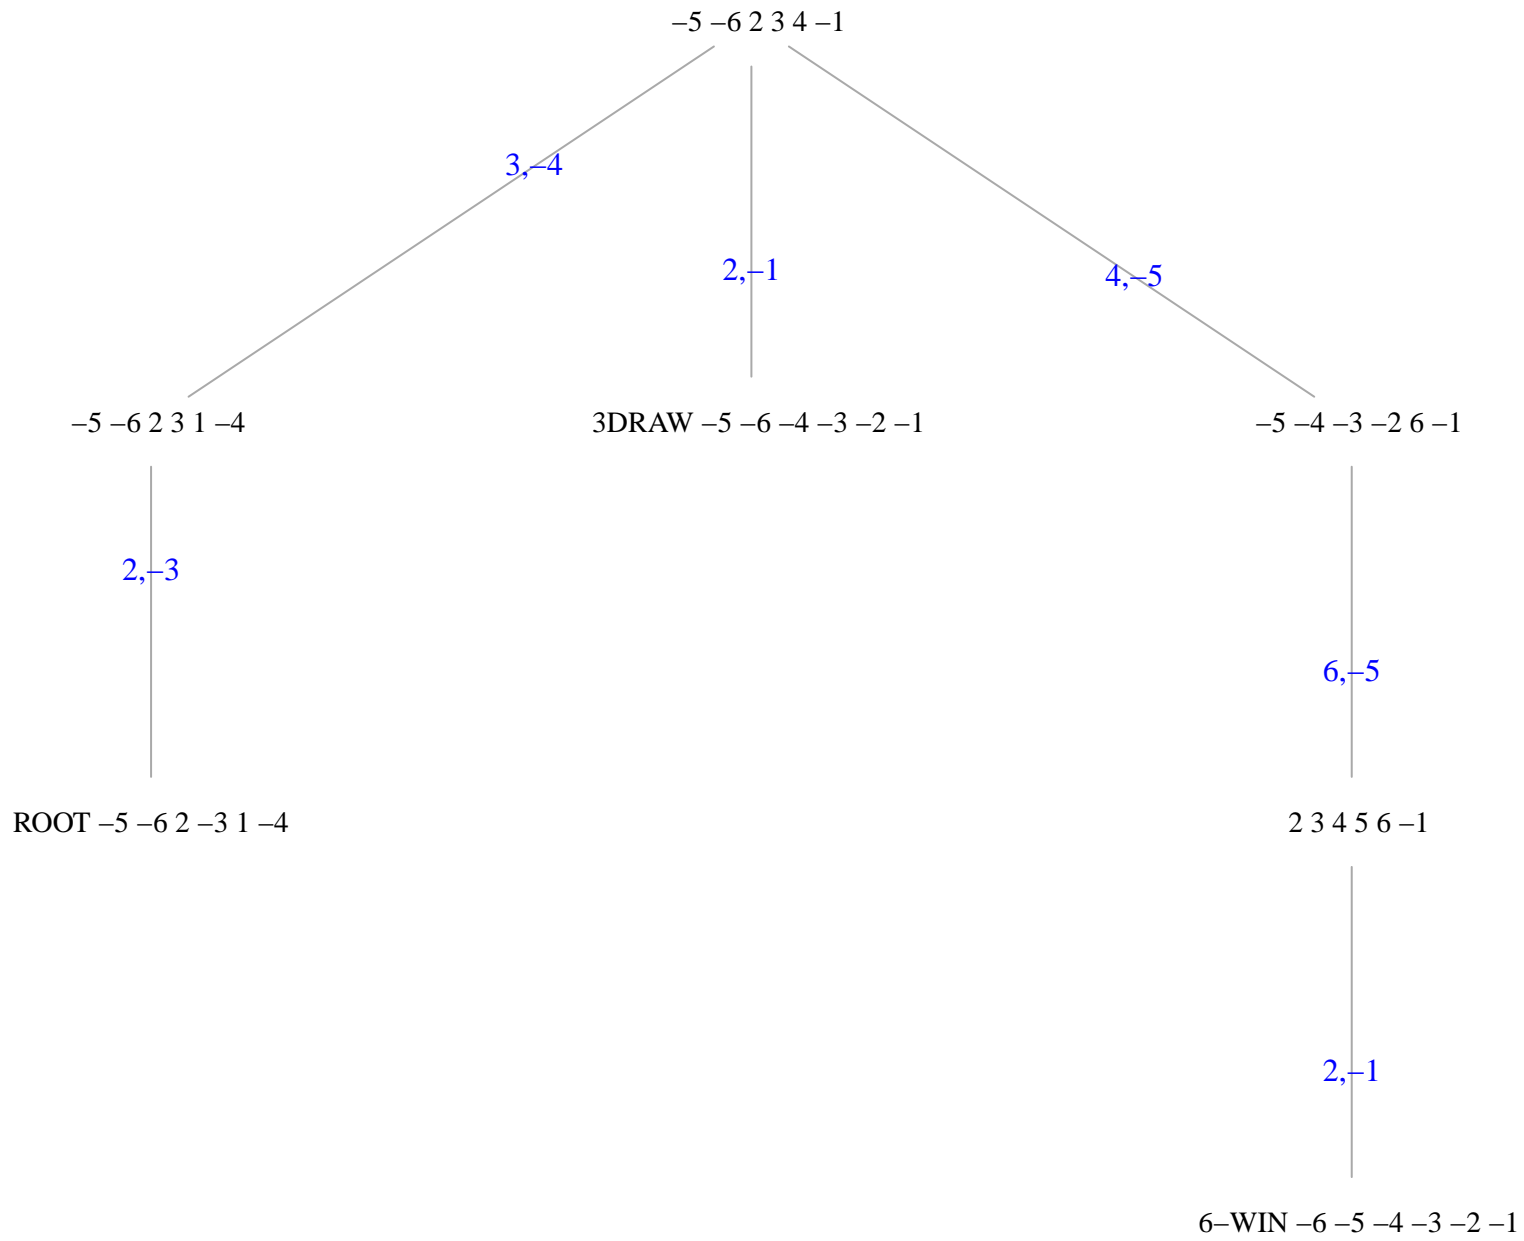 –5 –6 2 3 4 –1
3,–4
2,–1
4,–5
–5 –6 2 3 1 –4
3DRAW –5 –6 –4 –3 –2 –1
–5 –4 –3 –2 6 –1
2,–3
6,–5
ROOT –5 –6 2 –3 1 –4
2 3 4 5 6 –1
2,–1
6–WIN –6 –5 –4 –3 –2 –1